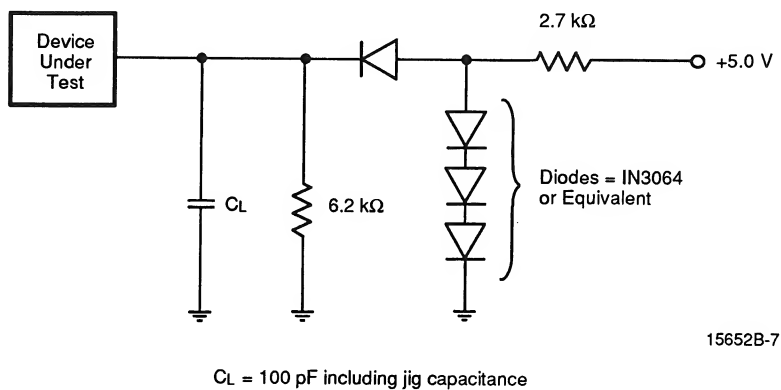 2.7 kΩ
Device
Under
Test
+5.0 V
CL
6.2 kΩ
Diodes = IN3064
or Equivalent
15652B-7
CL = 100 pF including jig capacitance